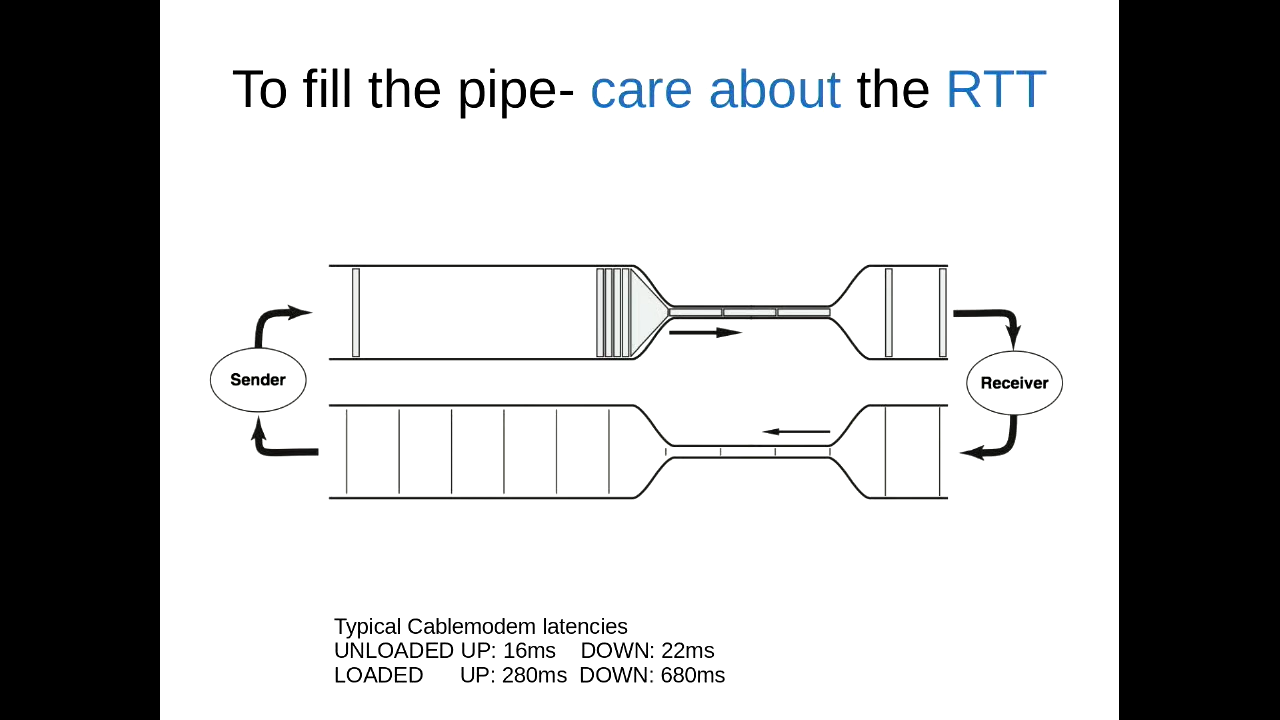 To fill the pipe- care about the RTT
Sender
Receiver
Typical Cablemodem latencies
UNLOADED UP: 16ms DOWN: 22ms
LOADED UP: 280ms DOWN: 680ms